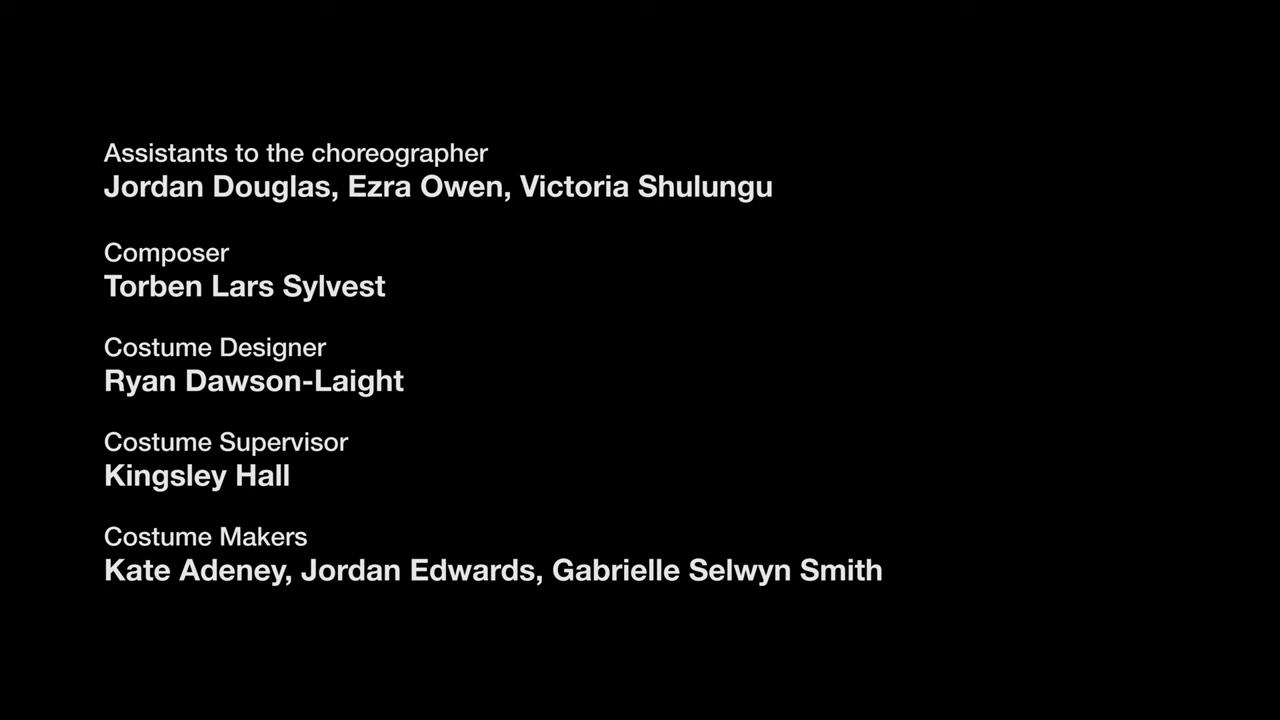 Assistants to the choreographer
Jordan Douglas, Ezra Owen, Victoria Shulungu
Composer
Torben Lars Sylvest
Costume Designer
Ryan Dawson-Laight
Costume Supervisor
Kingsley Hall
Costume Makers
Kate Adeney, Jordan Edwards, Gabrielle Selwyn Smith